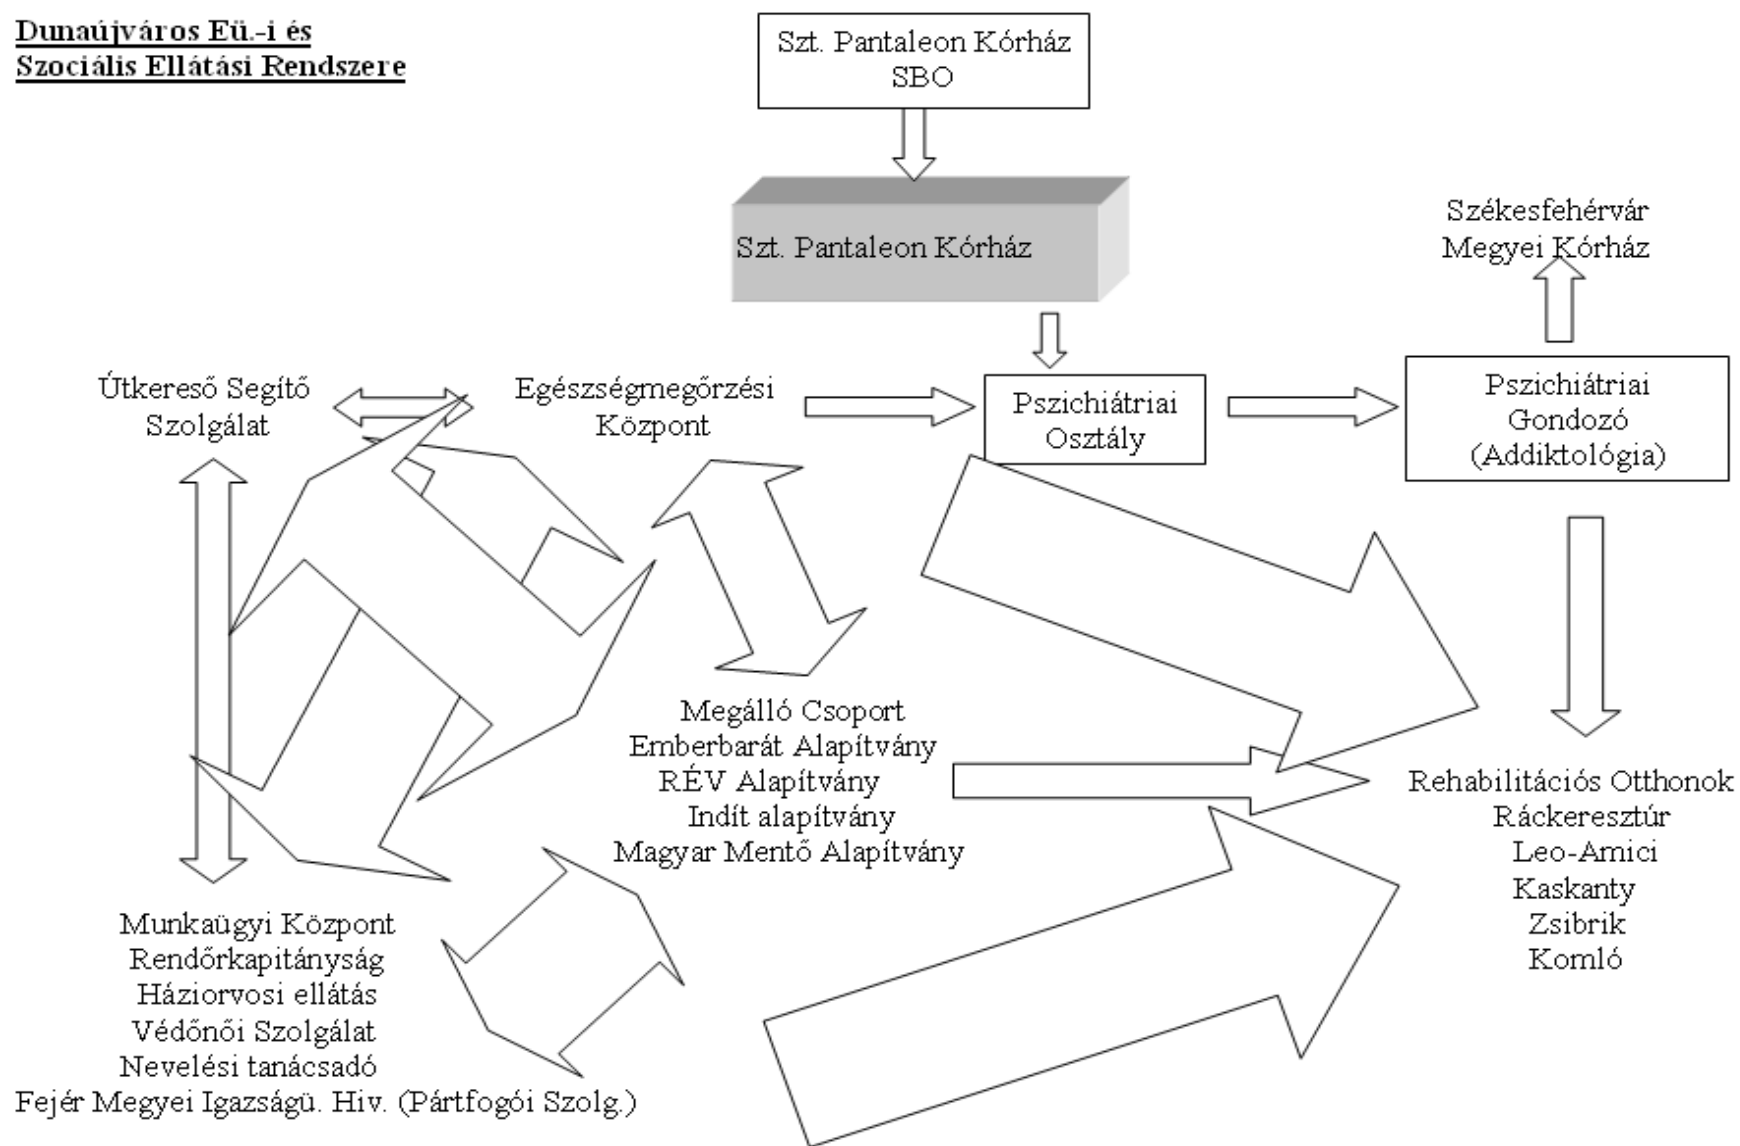 Dunaújváros Eü.-i és
Szociális Ellátási Rendszere
Szt. Pantaleon Kórház
SBO
Szt. Pantaleon Kórház
Székesfehérvár
Megyei Kórház
Útkereső Segítő
Szolgálat
Egészségmegőrzési
Központ
Pszichiátriai
Osztály
Pszichiátriai
Gondozó
(Addiktológia)
Megálló Csoport
Emberbarát Alapítvány
RÉV Alapítvány
Indít alapítvány
Magyar Mentő Alapítvány
Rehabilitációs Otthonok
Ráckeresztúr
Leo-Amici
Kaskanty
Zsibrik
Komló
Munkaügyi Központ
Rendőrkapitányság
Háziorvosi ellátás
Védőnői Szolgálat
Nevelési tanácsadó
Fejér Megyei Igazságü. Hiv. (Pártfogói Szolg.)